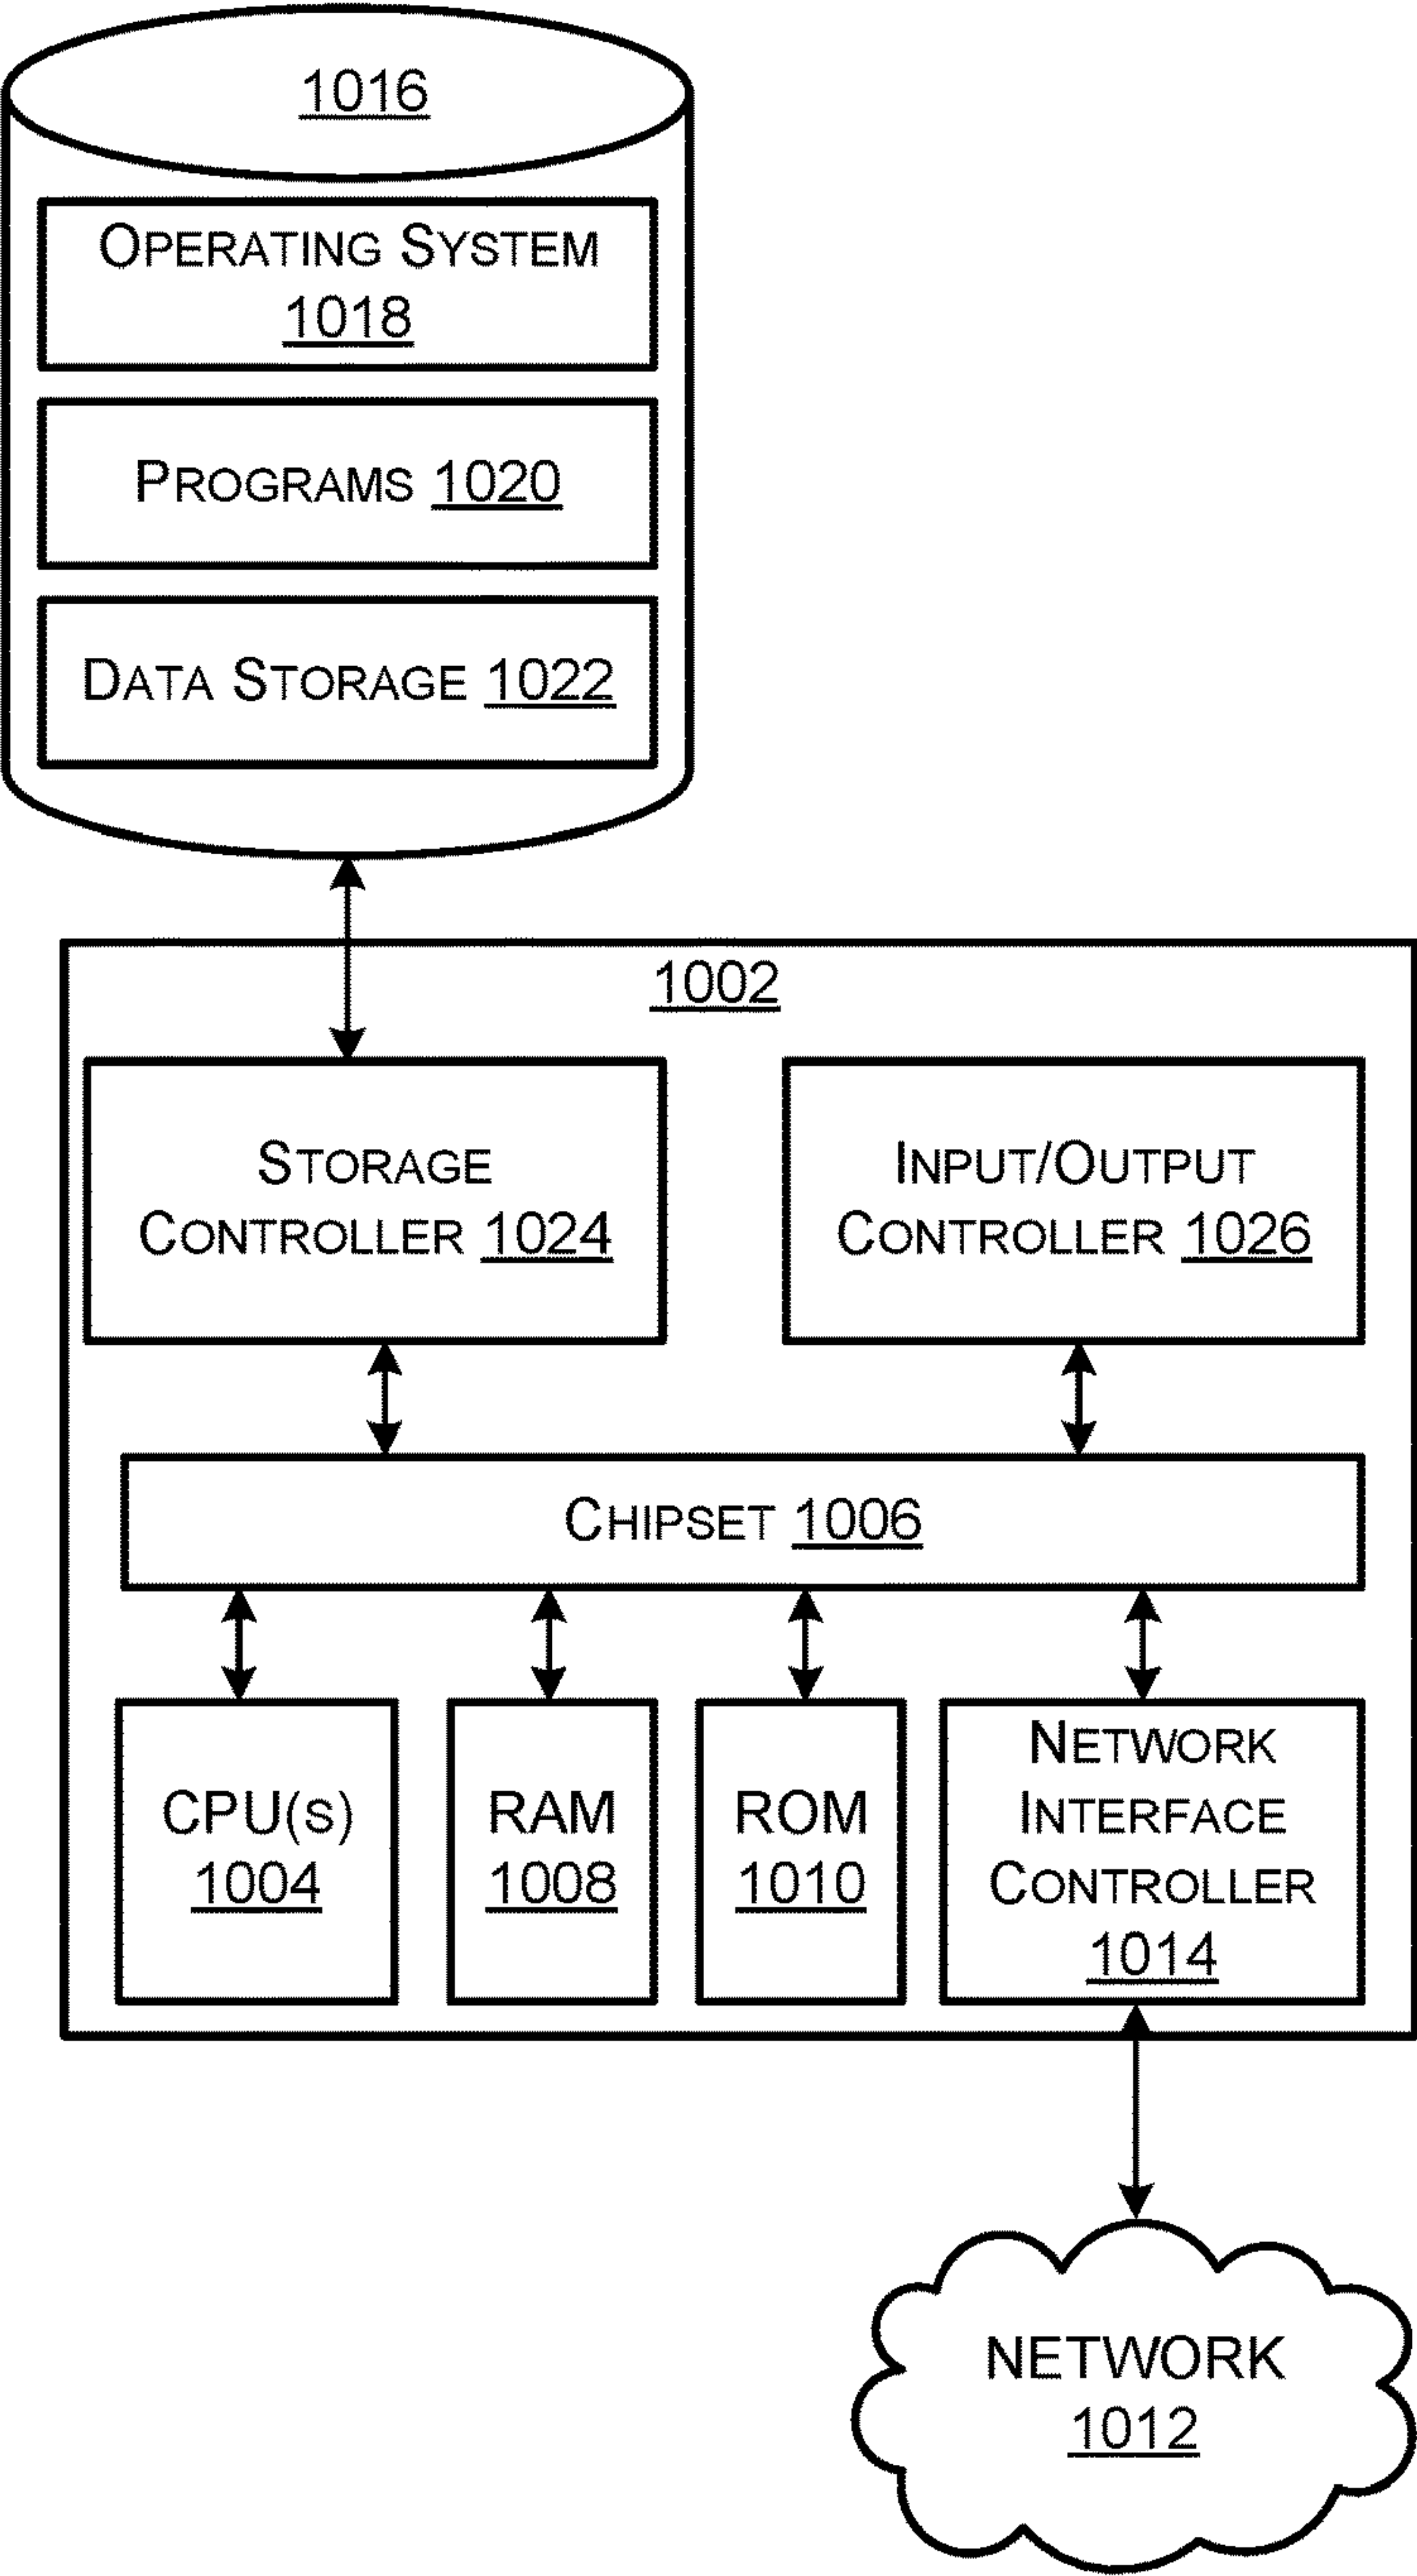 1016
OPERATING SYSTEM
1018
PROGRAMS 1020
DATA STORAGE 1022
1002
STORAGE
CONTROLLER 1024
INPUT/OUTPUT
CONTROLLER 1026
CHIPSET 1006
CPU(S)
1004
RAM
1008
ROM
1010
NETWORK
INTERFACE
CONTROLLER
1014
NETWORK
1012